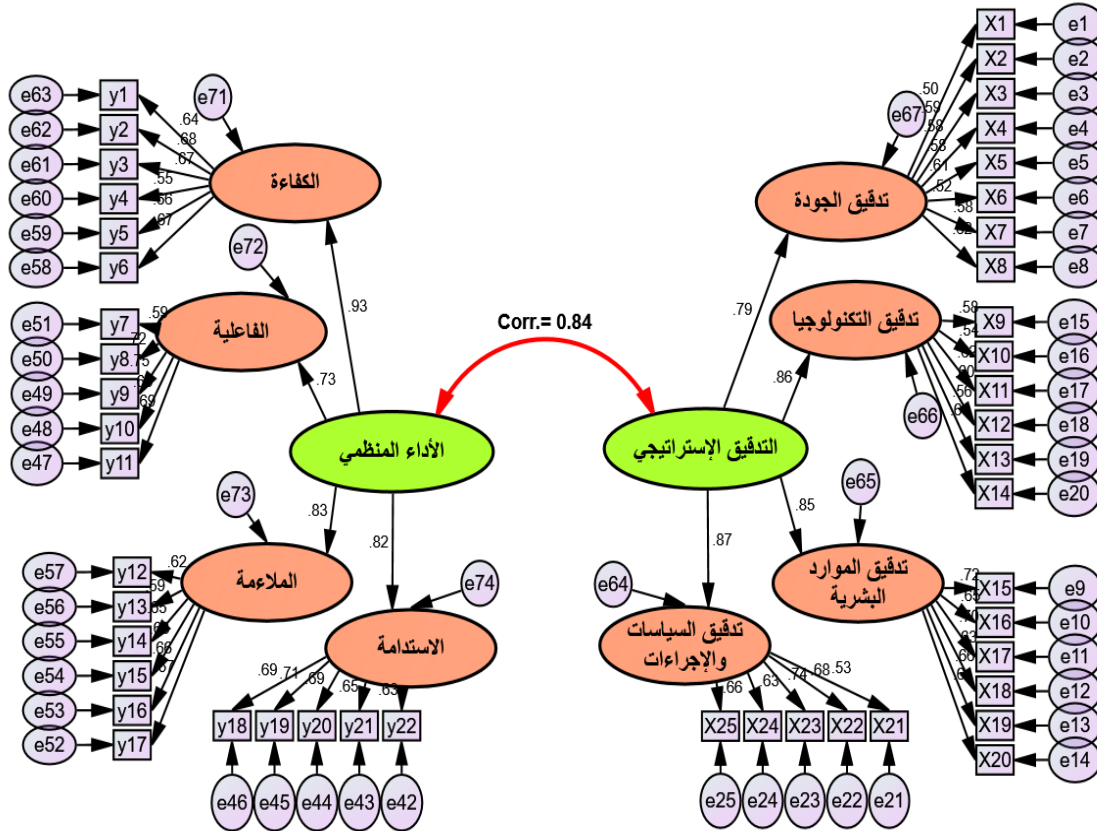 e63
y1
e62
y2
e61
y3
e60
y4
e59
y5
e58
y6
e71
.64
.68
.67
.55
.67
الكفاءة
e72
.93
e51
y7
e50
y8
e49
y9
e48
y10
e47
y11
.59
.72
.75
.69
الفاعلية
.73
الأداء المنظمي
Corr.= 0.84
التدقيق الإستراتيجي
e73
.83
.82
e57
y12
e56
y13
e55
y14
e54
y15
e53
y16
e52
y17
.62
.59
.66
الملاءمة
e74
الاستدامة
.69
.71
.69
.65
.63
y18
y19
y20
y21
y22
e46
e45
e44
e43
e42
X1
e1
X2
e2
X3
e3
X4
e4
X5
e5
X6
e6
X7
e7
X8
e8
.50
.59
.58
.58
.61
.52
.58
e67
تدقيق الجودة
.79
تدقيق التكنولوجيا
.86
e66
.58
.54
.56
X9
e15
X10
e16
X11
e17
X12
e18
X13
e19
X14
e20
e65
.85
تدقيق الموارد
البشرية
.72
X15
e9
X16
e10
X17
e11
X18
e12
X19
e13
X20
e14
.87
e64
تدقيق السياسات
والإجراءات
.66
.63
.74
.68
.53
X25
X24
X23
X22
X21
e25
e24
e23
e22
e21